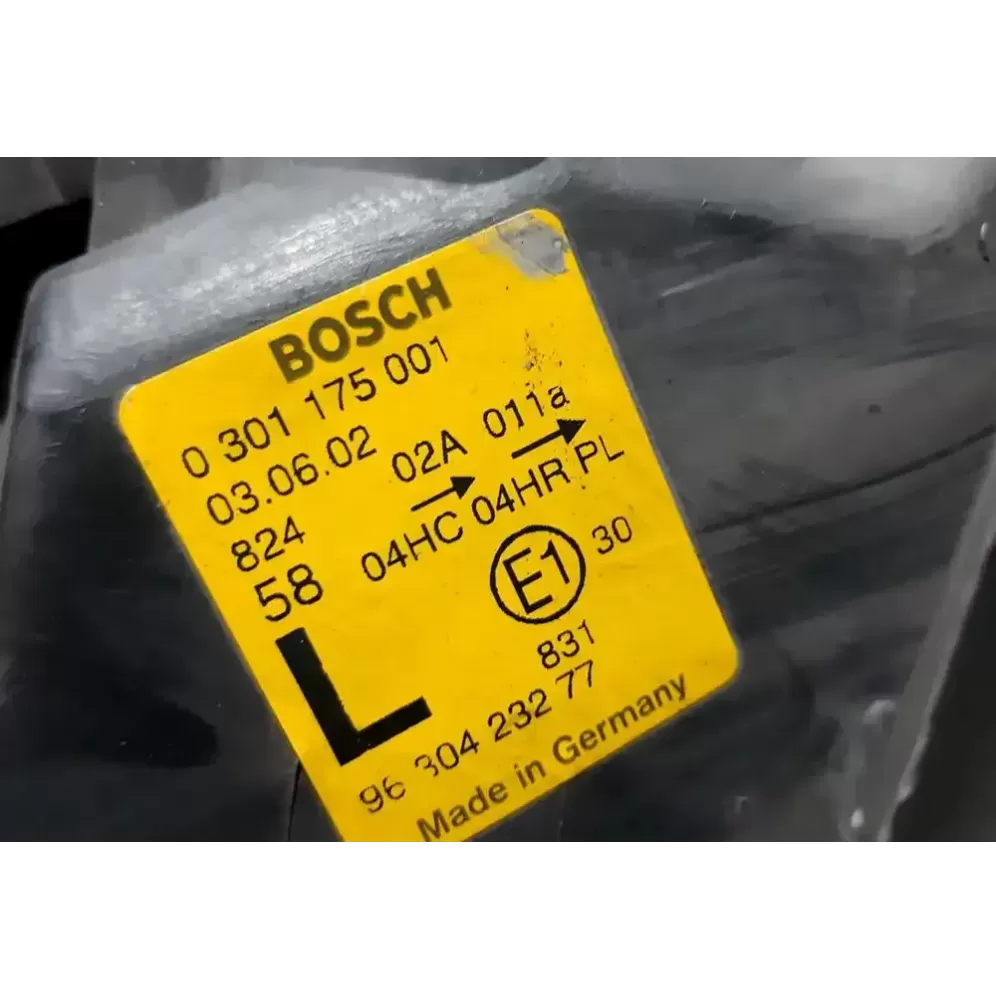 BOSCH
0 301 175 001
03.06.02 02A 011a
824 → →
58 04HC 04HR PL
L E1 30
831
96 304 232 77
Made in Germany